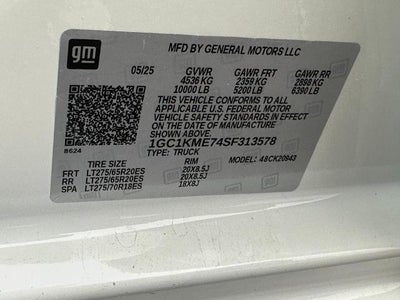 gm
MFD BY GENERAL MOTORS LLC
05/25 GVWR GAWR FRT GAWR RR
4536 KG 2359 KG 2898 KG
10000 LB 5200 LB 6390 LB
THIS VEHICLE CONFORMS TO ALL
APPLICABLE U.S. FEDERAL MOTOR
VEHICLE SAFETY STANDARDS IN EFFECT
ON THE DATE OF MANUFACTURE
SHOWN ABOVE.
1GC1KME74SF313578
8624 TYPE: TRUCK MODEL: 48CK20943
TIRE SIZE RIM
FRT LT275/65R20ES 20X8.5J
RR LT275/65R20ES 20X8.5J
SPA LT275/70R18ES 18X8J